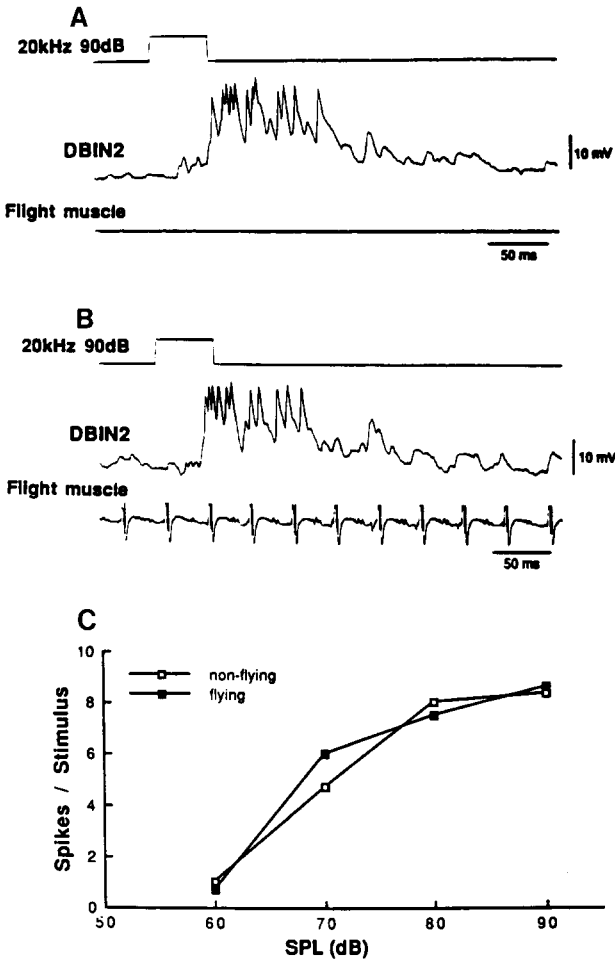 A
20kHz 90dB
DBIN2
10 mV
Flight muscle
50 ms
B
20kHz 90dB
DBIN2
10 mV
Flight muscle
50 ms
C
10
8
6
4
2
0
Spikes / Stimulus
non-flying
flying
50 60 70 80 90
SPL (dB)